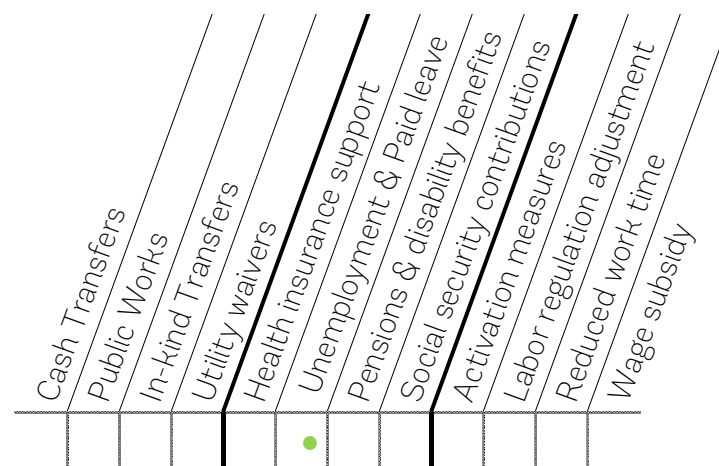 Cash Transfers
Public Works
In-kind Transfers
Utility waivers
Health insurance support
Unemployment & Paid leave
Pensions & disability benefits
Social security contributions
Activation measures
Labor regulation adjustment
Reduced work time
Wage subsidy